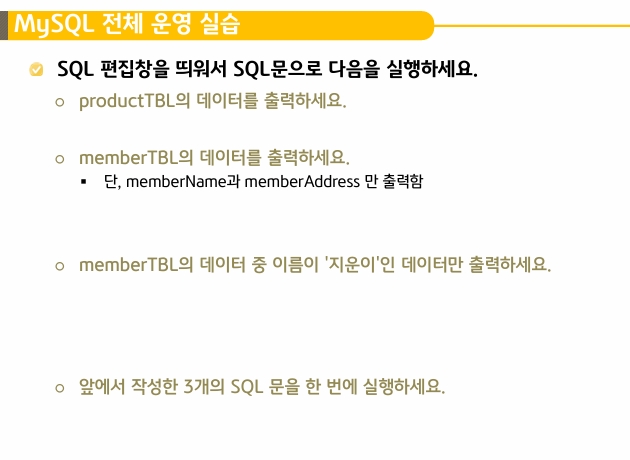 MySQL 전체 운영 실습
SQL 편집창을 띄워서 SQL문으로 다음을 실행하세요.
productTBL의 데이터를 출력하세요.
memberTBL의 데이터를 출력하세요.
단, memberName과 memberAddress 만 출력함
memberTBL의 데이터 중 이름이 '지운이'인 데이터만 출력하세요.
앞에서 작성한 3개의 SQL 문을 한 번에 실행하세요.